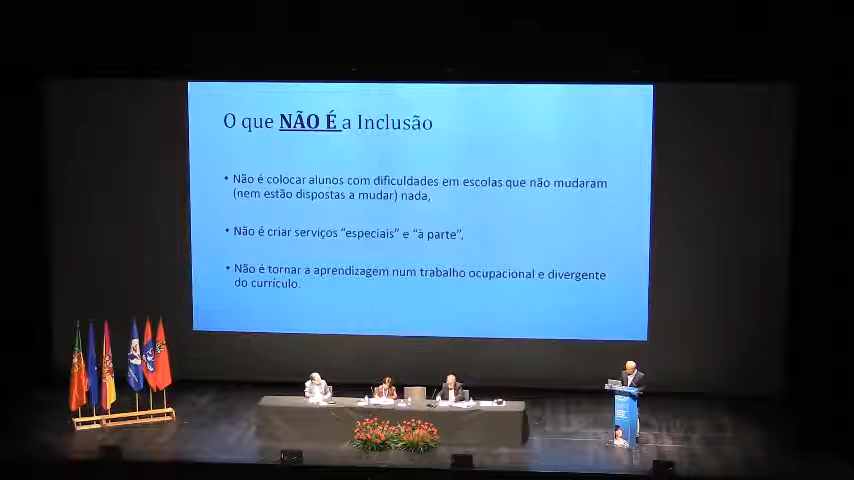 O que NÃO É a Inclusão
• Não é colocar alunos com dificuldades em escolas que não mudaram
(nem estão dispostas a mudar) nada,
• Não é criar serviços “especiais” e “à parte”,
• Não é tornar a aprendizagem num trabalho ocupacional e divergente
do currículo.